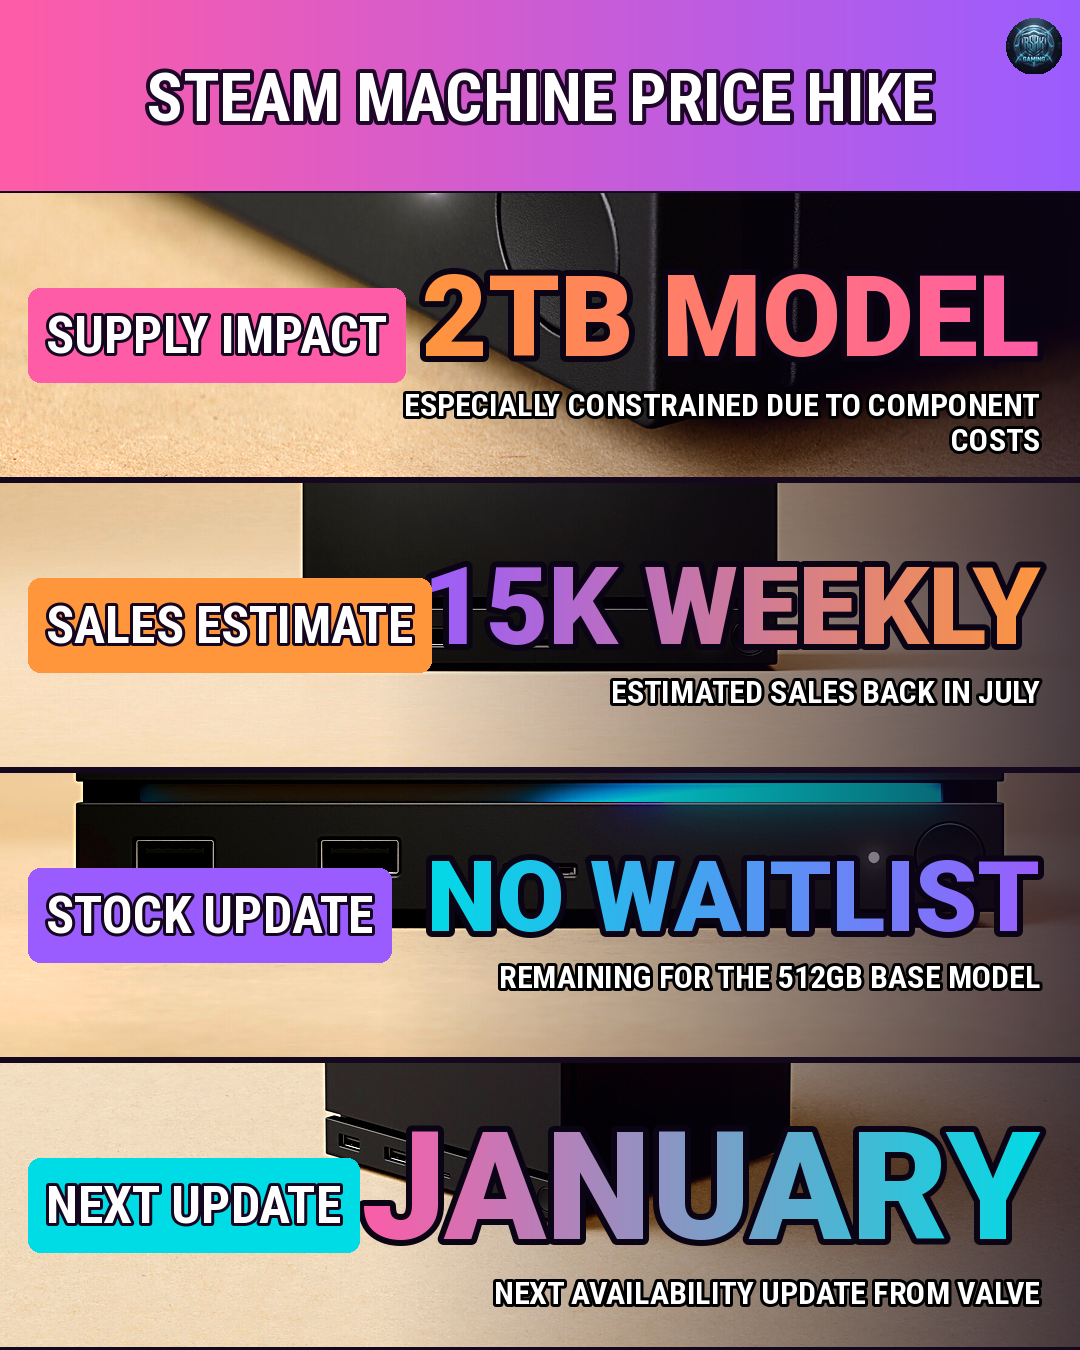 STEAM MACHINE PRICE HIKE
GAMING
SUPPLY IMPACT
2TB MODEL
ESPECIALLY CONSTRAINED DUE TO COMPONENT
COSTS
SALES ESTIMATE
15K WEEKLY
ESTIMATED SALES BACK IN JULY
STOCK UPDATE
NO WAITLIST
REMAINING FOR THE 512GB BASE MODEL
NEXT UPDATE
JANUARY
NEXT AVAILABILITY UPDATE FROM VALVE